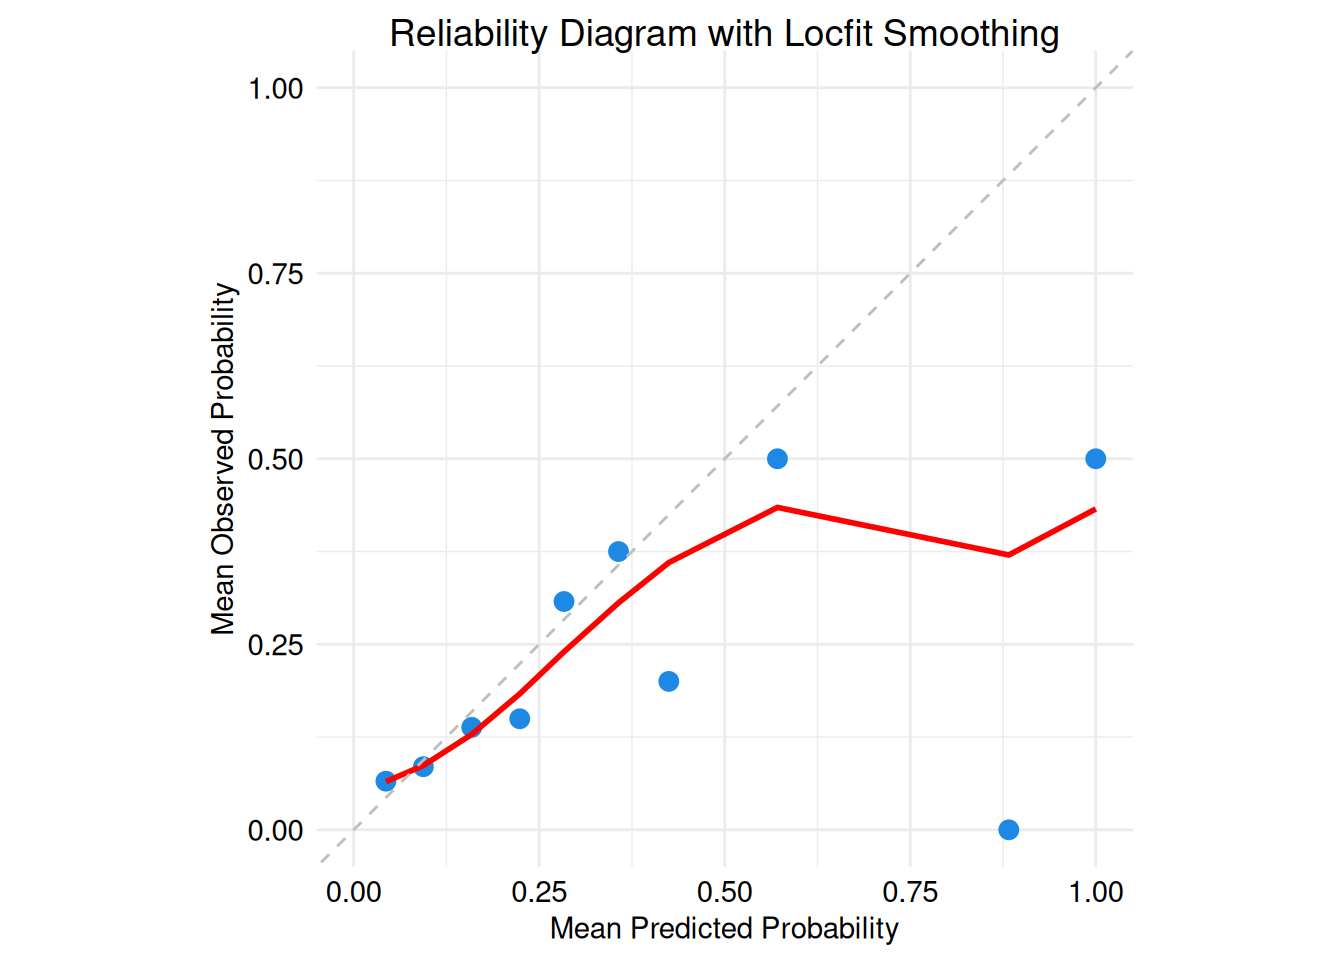 Reliability Diagram with Locfit Smoothing
1.00
0.75
0.50
0.25
0.00
Mean Observed Probability
0.00 0.25 0.50 0.75 1.00
Mean Predicted Probability